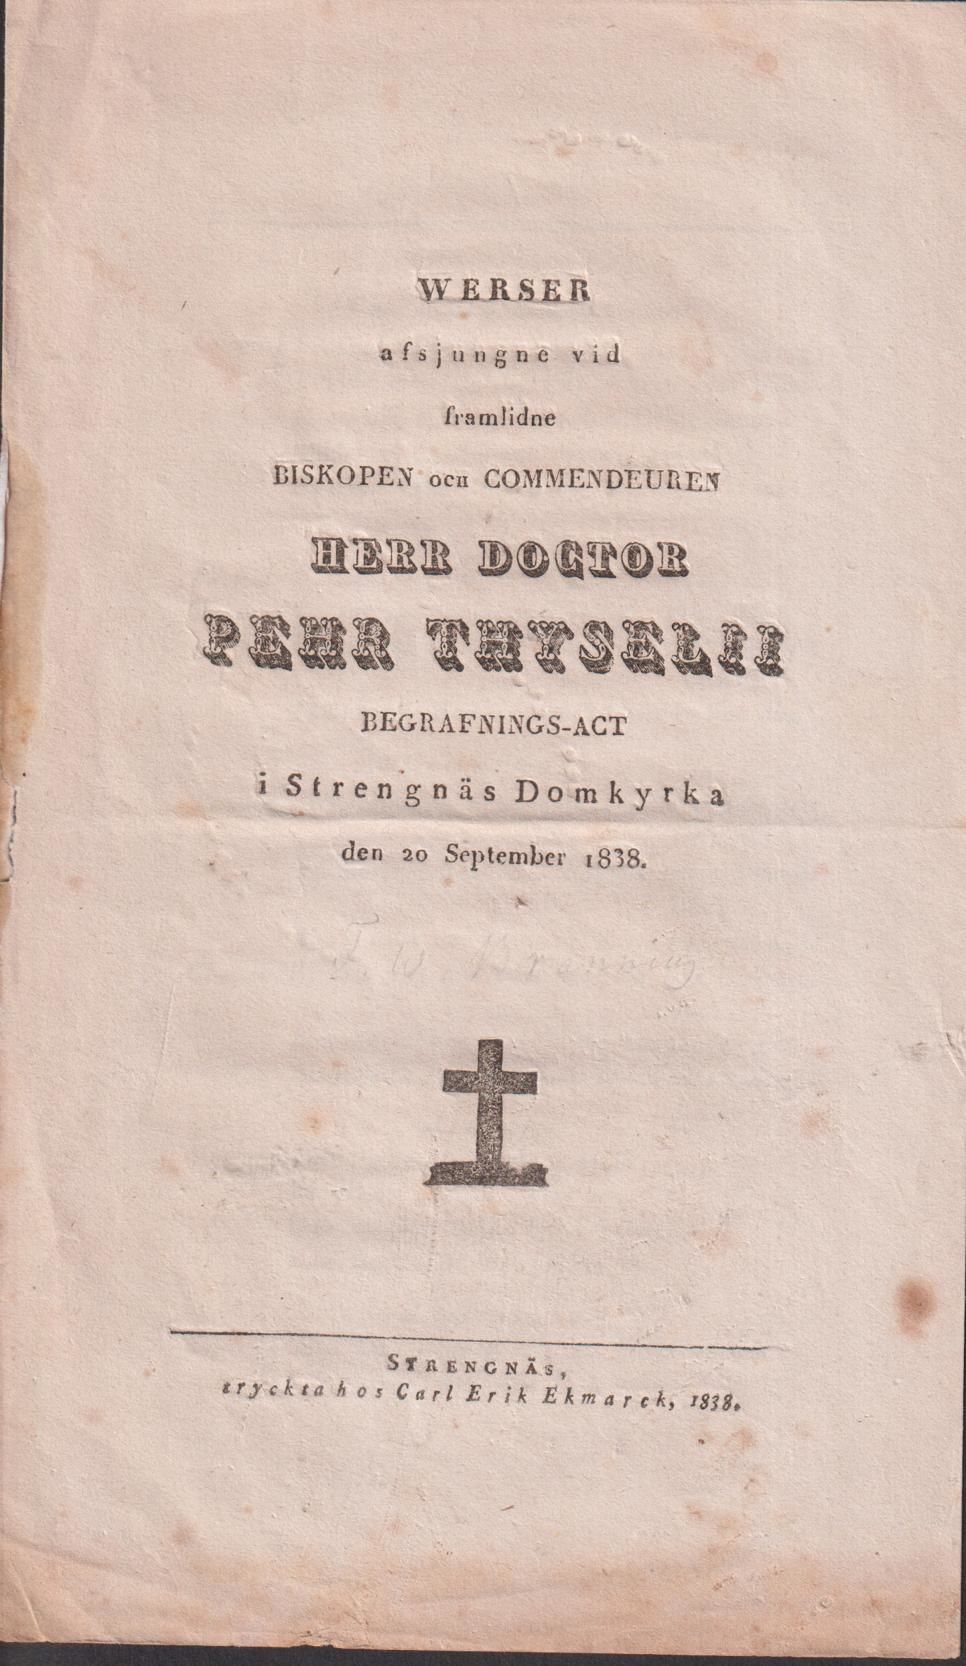 WERSER
afsjungne vid
framlidne
BISKOPEN OCH COMMENDEUREN
HERR DOCTOR
PEHR THYSELII
BEGRAFNINGS-ACT
i Strengnäs Domkyrka
den 20 September 1838.
F. W.
STRENGNÄS,
tryckta hos Carl Erik Ekmarck, 1838.